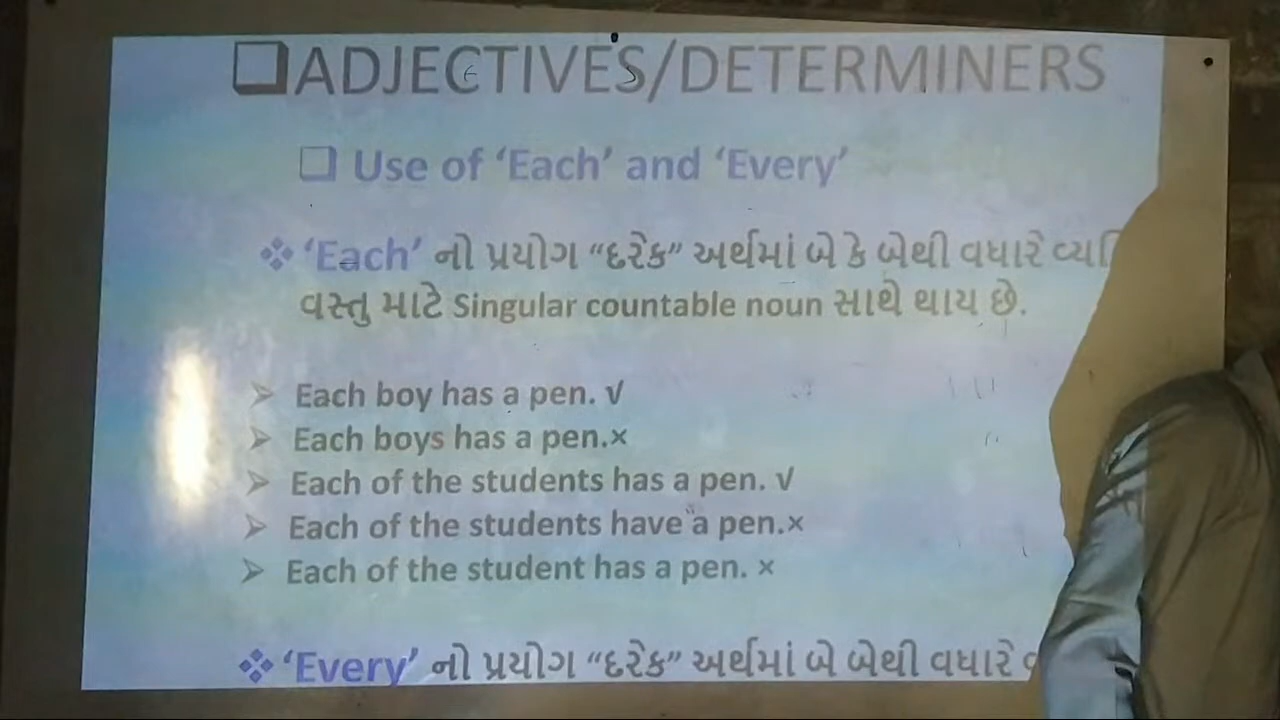 ❑ADJECTIVES/DETERMINERS
❑ Use of ‘Each’ and ‘Every’
❖ ‘Each’ નો પ્રયોગ “દરેક” અર્થમાં બે કે બેથી વધારે
વસ્તુ માટે Singular countable noun સાથે થાય છે.
➢ Each boy has a pen. √
➢ Each boys has a pen.×
➢ Each of the students has a pen. √
➢ Each of the students have a pen.×
➢ Each of the student has a pen. ×
❖ ‘Every’ નો પ્રયોગ “દરેક” અર્થમાં બે બેથી વધારે